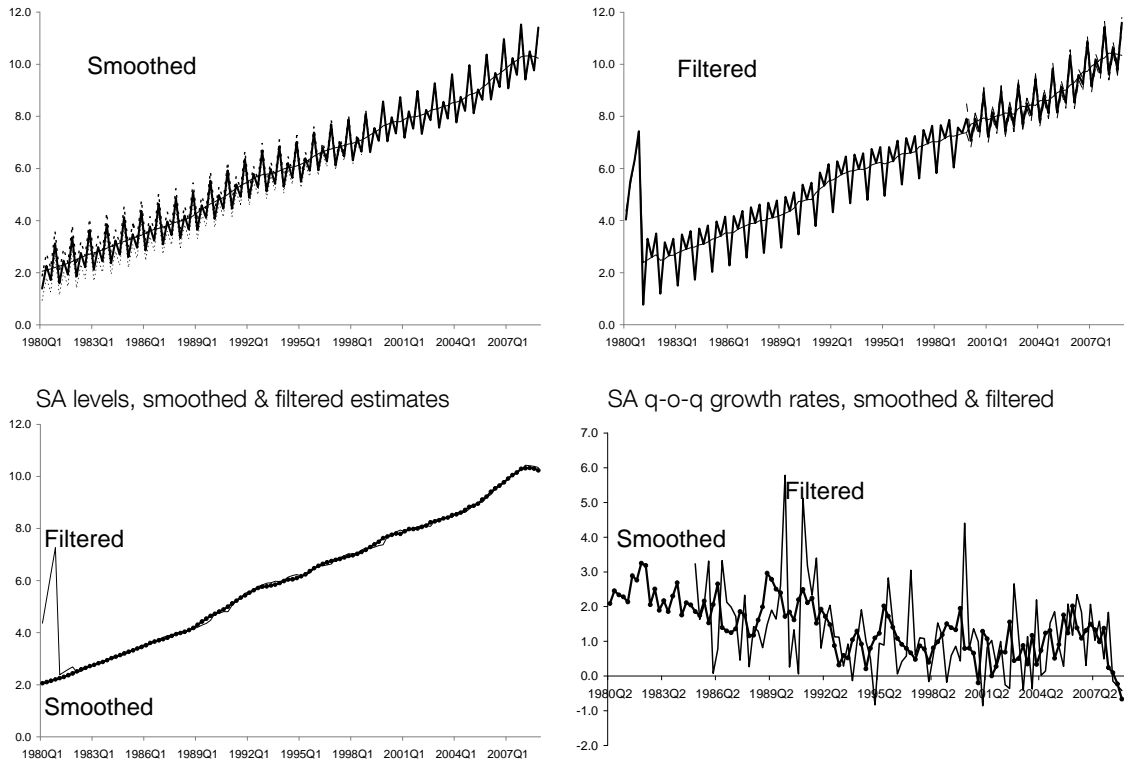 12.0
10.0
8.0
6.0
4.0
2.0
0.0
Smoothed
1980Q1 1983Q1 1986Q1 1989Q1 1992Q1 1995Q1 1998Q1 2001Q1 2004Q1 2007Q1
12.0
10.0
8.0
6.0
4.0
2.0
0.0
Filtered
1980Q1 1983Q1 1986Q1 1989Q1 1992Q1 1995Q1 1998Q1 2001Q1 2004Q1 2007Q1
SA levels, smoothed & filtered estimates
12.0
10.0
8.0
6.0
4.0
2.0
0.0
Filtered
Smoothed
1980Q1 1983Q1 1986Q1 1989Q1 1992Q1 1995Q1 1998Q1 2001Q1 2004Q1 2007Q1
SA q-o-q growth rates, smoothed & filtered
7.0
6.0
5.0
4.0
3.0
2.0
1.0
0.0
-1.0
-2.0
Filtered
Smoothed
1980Q2 1983Q2 1986Q2 1989Q2 1992Q2 1995Q2 1998Q2 2001Q2 2004Q2 2007Q2